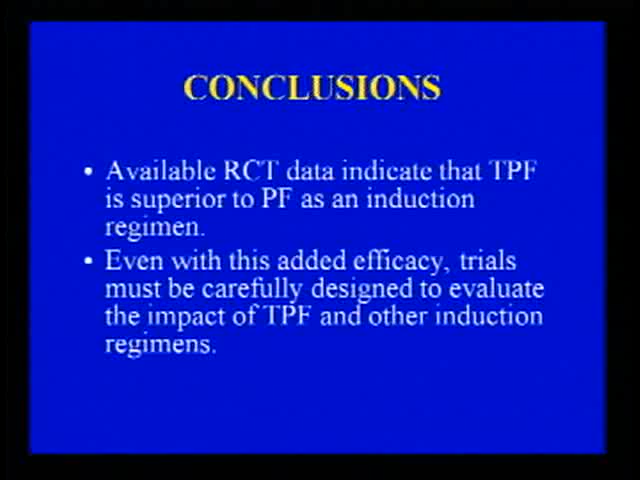 CONCLUSIONS
• Available RCT data indicate that TPF
is superior to PF as an induction
regimen.
• Even with this added efficacy, trials
must be carefully designed to evaluate
the impact of TPF and other induction
regimens.